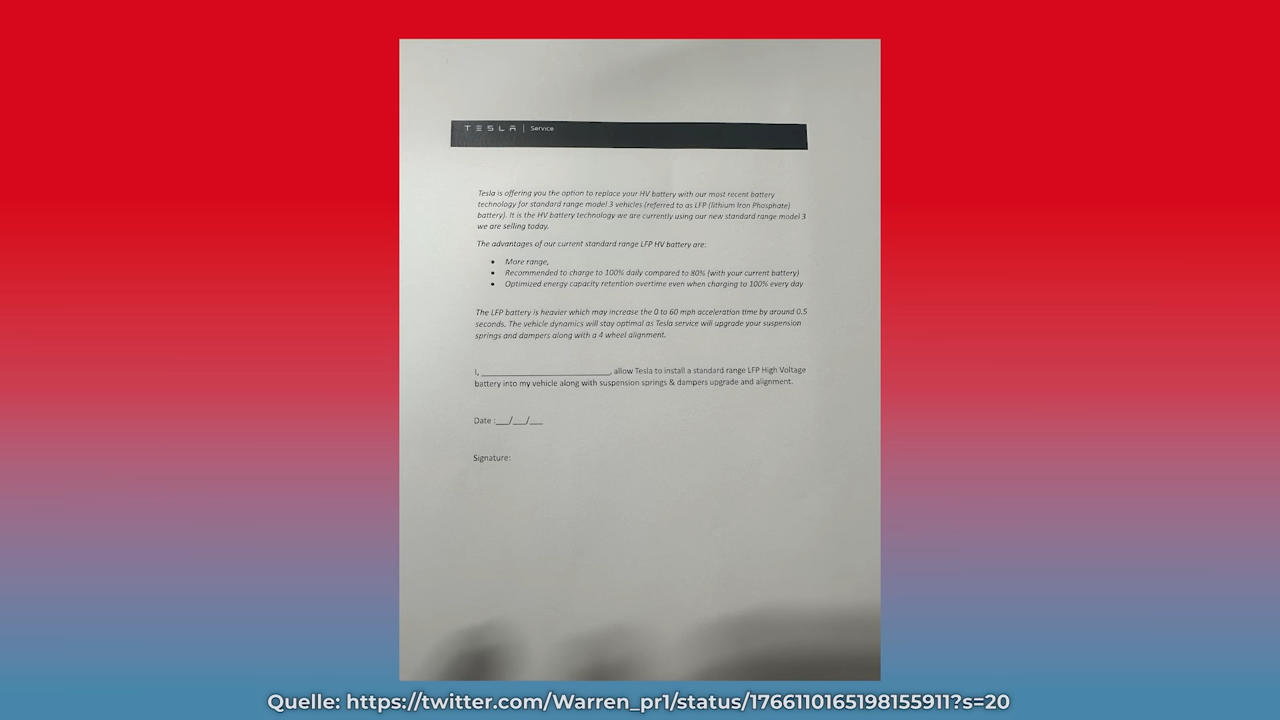 TESLA | Service
Tesla is offering you the option to replace your HV battery with our most recent battery
technology for standard range model 3 vehicles (referred to as LFP (lithium Iron Phosphate)
battery). It is the HV battery technology we are currently using our new standard range model 3
we are selling today.
The advantages of our current standard range LFP HV battery are:
• More range,
• Recommended to charge to 100% daily compared to 80% (with your current battery)
• Optimized energy capacity retention overtime even when charging to 100% every day
The LFP battery is heavier which may increase the 0 to 60 mph acceleration time by around 0.5
seconds. The vehicle dynamics will stay optimal as Tesla service will upgrade your suspension
springs and dampers along with a 4 wheel alignment.
I, ____________________________, allow Tesla to install a standard range LFP High Voltage
battery into my vehicle along with suspension springs & dampers upgrade and alignment.
Date :___/___/___
Signature:
Quelle: https://twitter.com/Warren_pr1/status/1766110165198155911?s=20